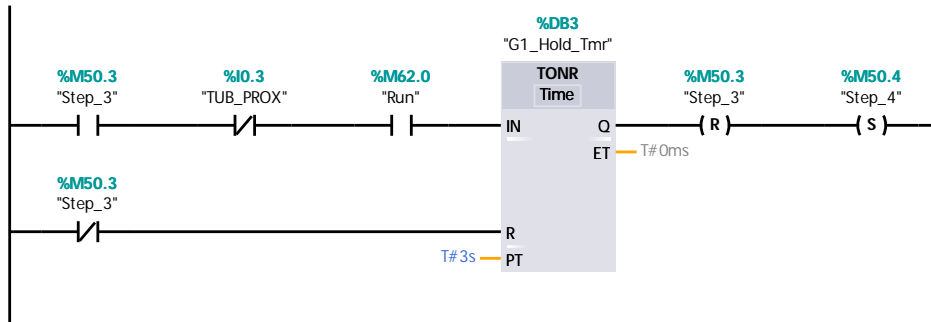 %DB3
"G1_Hold_Tmr"
%M50.3
"Step_3"
%I0.3
"TUB_PROX"
%M62.0
"Run"
TONR
Time
%M50.3
"Step_3"
%M50.4
"Step_4"
IN
Q
R
S
ET
T#0ms
%M50.3
"Step_3"
R
T#3s
PT